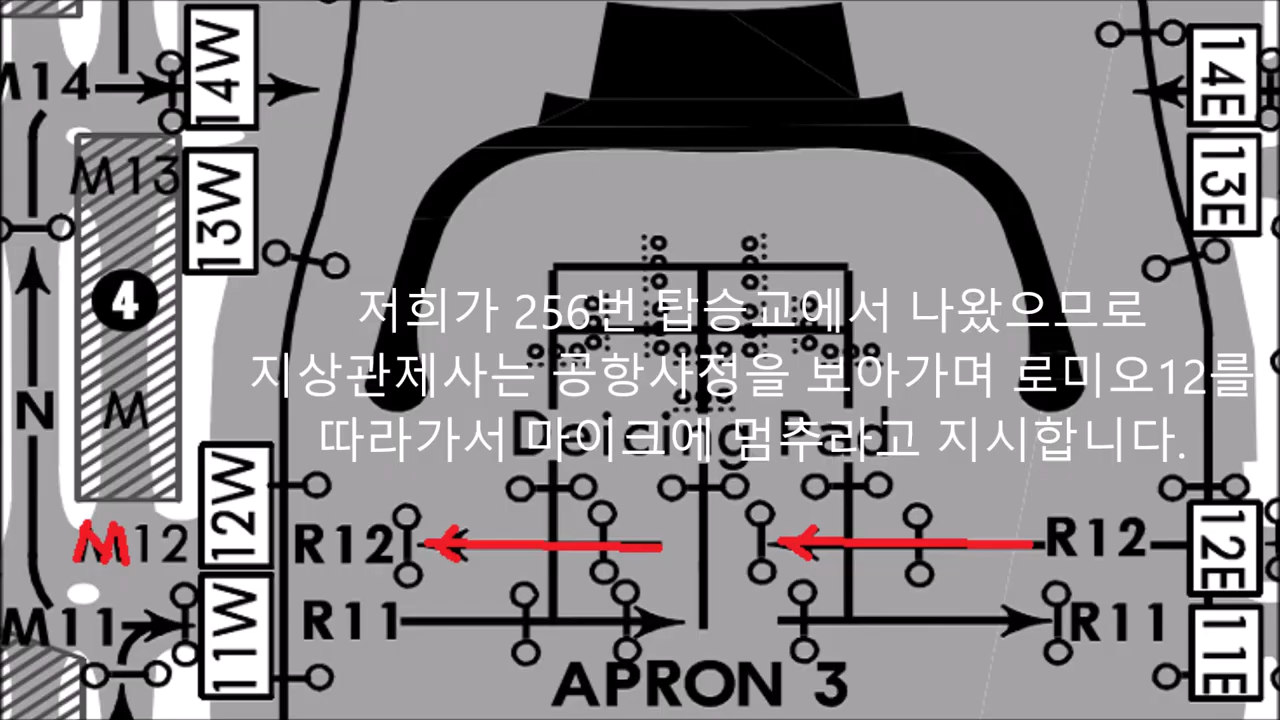 M14
14W
14E
M13
13W
13E
4
저희가 256번 탑승교에서 나왔으므로
지상관제사는 공항사정을 보아가며 로미오12를
N
M
Deicing Pad
따라가서 마이크에 멈추라고 지시합니다.
M12
12W
R12
R12
12E
M11
11W
R11
R11
11E
APRON 3